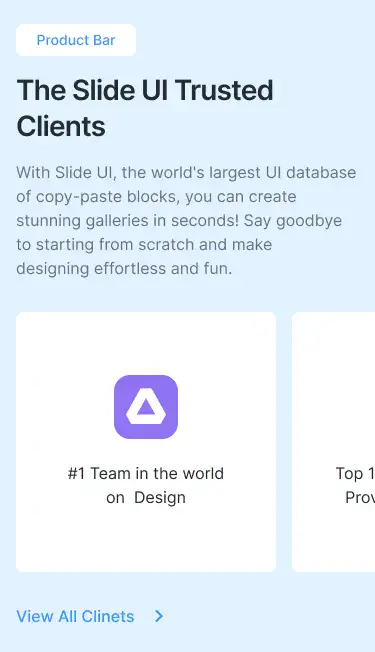 Product Bar
The Slide UI Trusted
Clients
With Slide UI, the world's largest UI database
of copy-paste blocks, you can create
stunning galleries in seconds! Say goodbye
to starting from scratch and make
designing effortless and fun.
#1 Team in the world
on Design
Top 1
Prov
View All Clinets